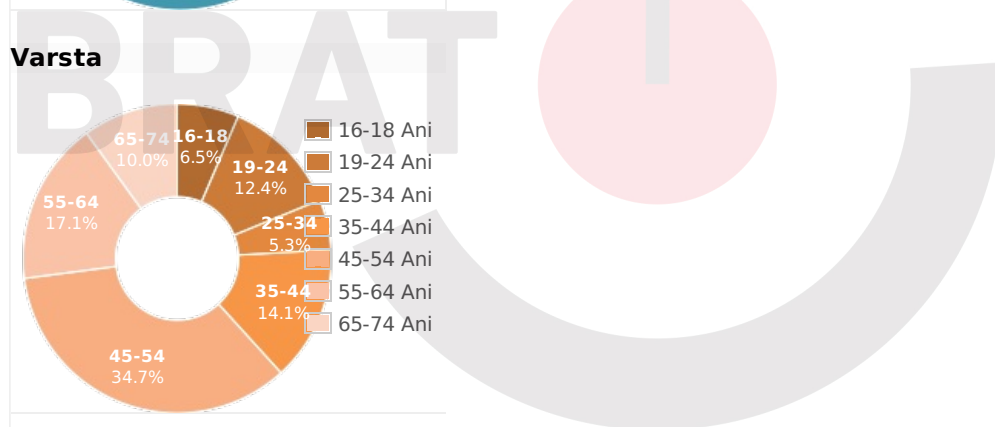 BRAT
Varsta
16-18
6.5%
19-24
12.4%
25-34
5.3%
35-44
14.1%
45-54
34.7%
55-64
17.1%
65-74
10.0%
16-18 Ani
19-24 Ani
25-34 Ani
35-44 Ani
45-54 Ani
55-64 Ani
65-74 Ani